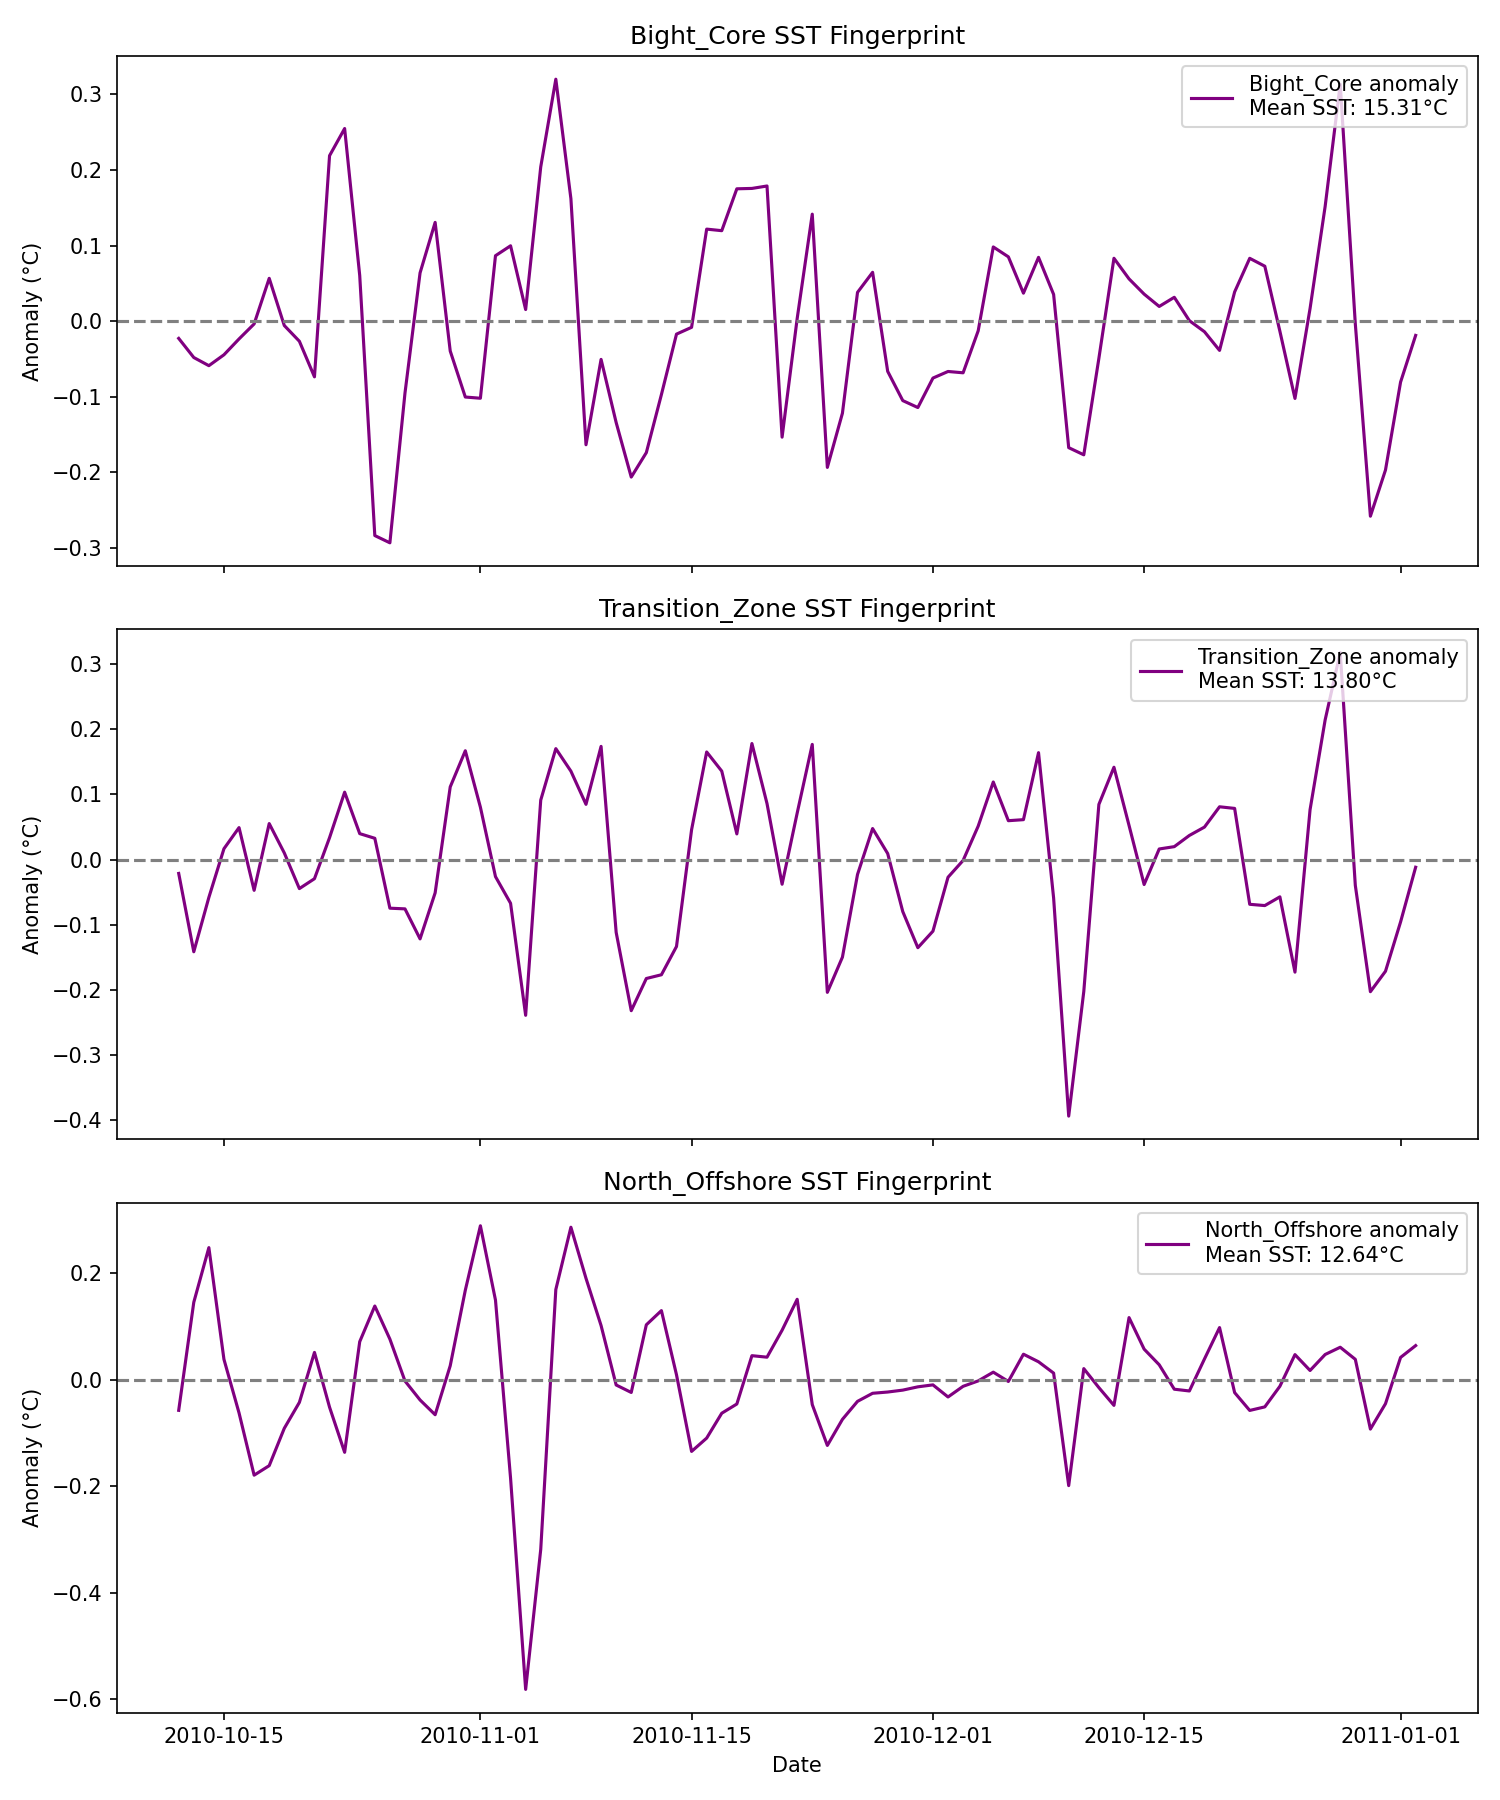 Bight_Core SST Fingerprint
Bight_Core anomaly
Mean SST: 15.31°C
Anomaly (°C)
0.3
0.2
0.1
0.0
−0.1
−0.2
−0.3
Transition_Zone SST Fingerprint
Transition_Zone anomaly
Mean SST: 13.80°C
Anomaly (°C)
0.3
0.2
0.1
0.0
−0.1
−0.2
−0.3
−0.4
North_Offshore SST Fingerprint
North_Offshore anomaly
Mean SST: 12.64°C
Anomaly (°C)
0.2
0.0
−0.2
−0.4
−0.6
2010-10-15 2010-11-01 2010-11-15 2010-12-01 2010-12-15 2011-01-01
Date